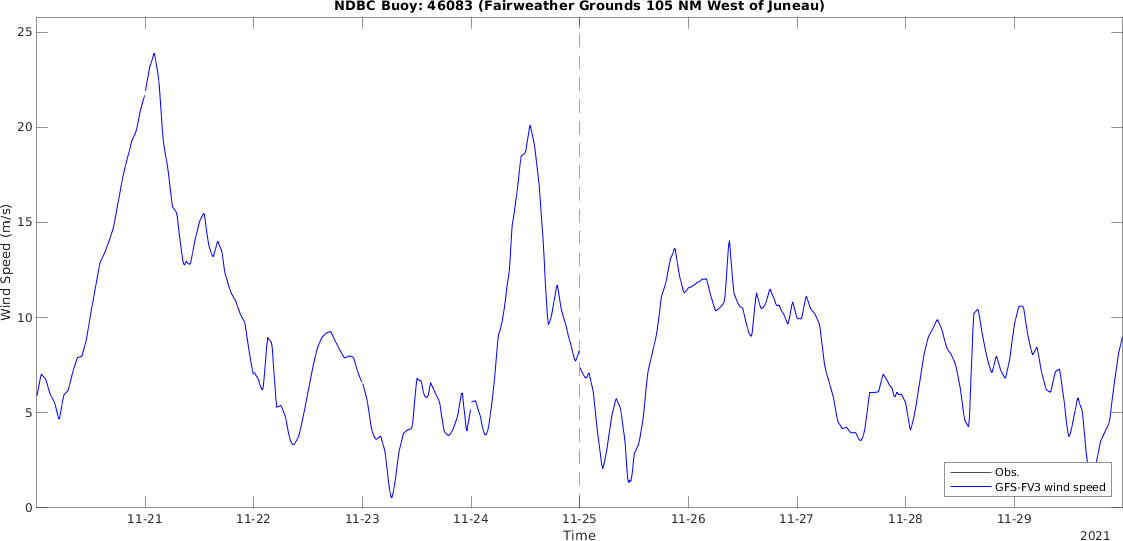 NDBC Buoy: 46083 (Fairweather Grounds 105 NM West of Juneau)
25
20
15
10
5
0
Wind Speed (m/s)
11-21 11-22 11-23 11-24 11-25 11-26 11-27 11-28 11-29
Time
2021
Obs.
GFS-FV3 wind speed